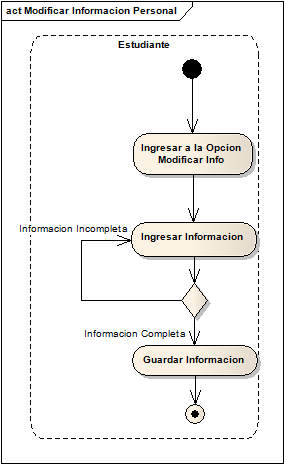 act Modificar Informacion Personal
Estudiante
Ingresar a la Opcion
Modificar Info
Informacion Incompleta
Ingresar Informacion
Informacion Completa
Guardar Informacion